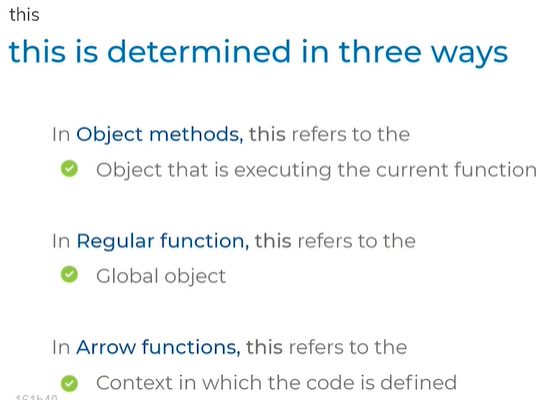 this
this is determined in three ways
In Object methods, this refers to the
Object that is executing the current function
In Regular function, this refers to the
Global object
In Arrow functions, this refers to the
Context in which the code is defined